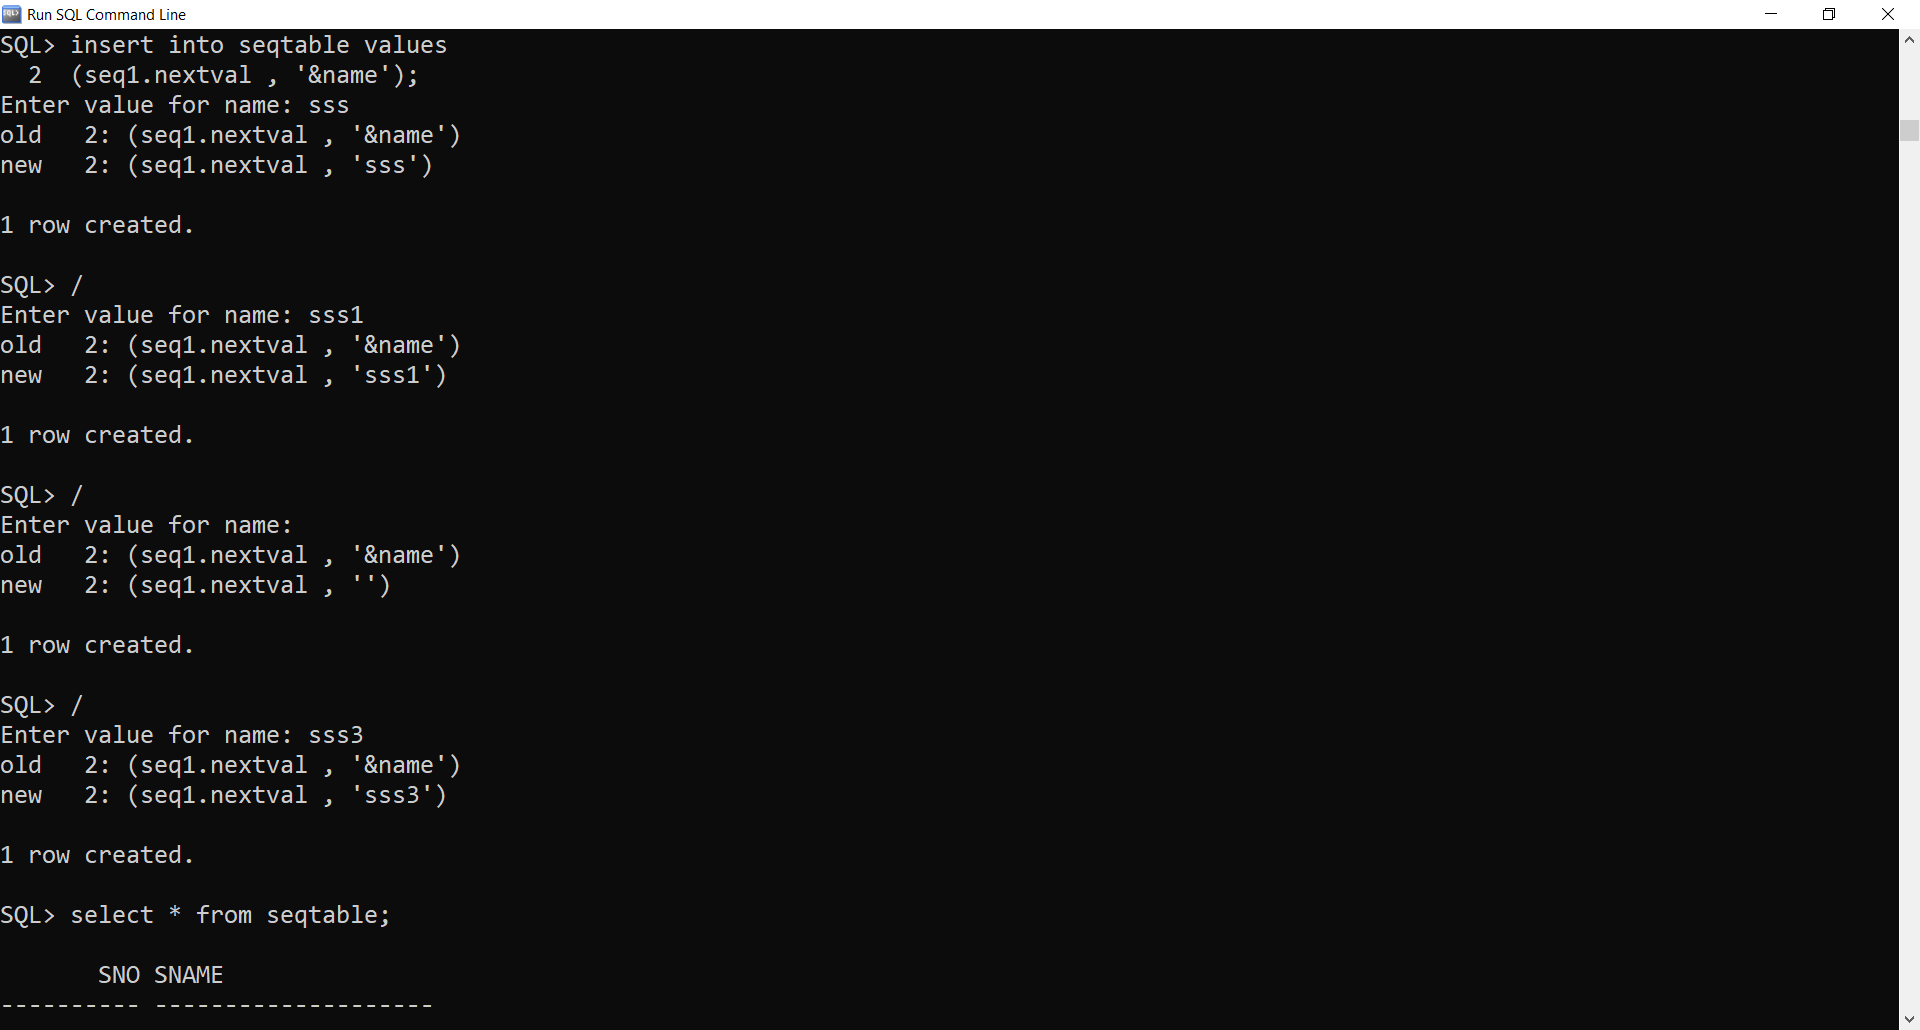 Run SQL Command Line
SQL> insert into seqtable values
  2  (seq1.nextval , '&name');
Enter value for name: sss
old   2: (seq1.nextval , '&name')
new   2: (seq1.nextval , 'sss')
1 row created.
SQL> /
Enter value for name: sss1
old   2: (seq1.nextval , '&name')
new   2: (seq1.nextval , 'sss1')
1 row created.
SQL> /
Enter value for name:
old   2: (seq1.nextval , '&name')
new   2: (seq1.nextval , '')
1 row created.
SQL> /
Enter value for name: sss3
old   2: (seq1.nextval , '&name')
new   2: (seq1.nextval , 'sss3')
1 row created.
SQL> select * from seqtable;
       SNO SNAME
---------- --------------------